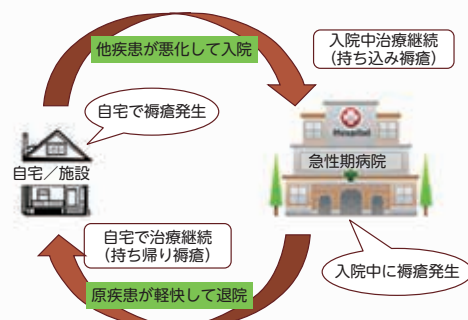 他疾患が悪化して入院
入院中治療継続
(持ち込み褥瘡)
自宅で褥瘡発生
Hospital
急性期病院
自宅／施設
自宅で治療継続
(持ち帰り褥瘡)
入院中に褥瘡発生
原疾患が軽快して退院